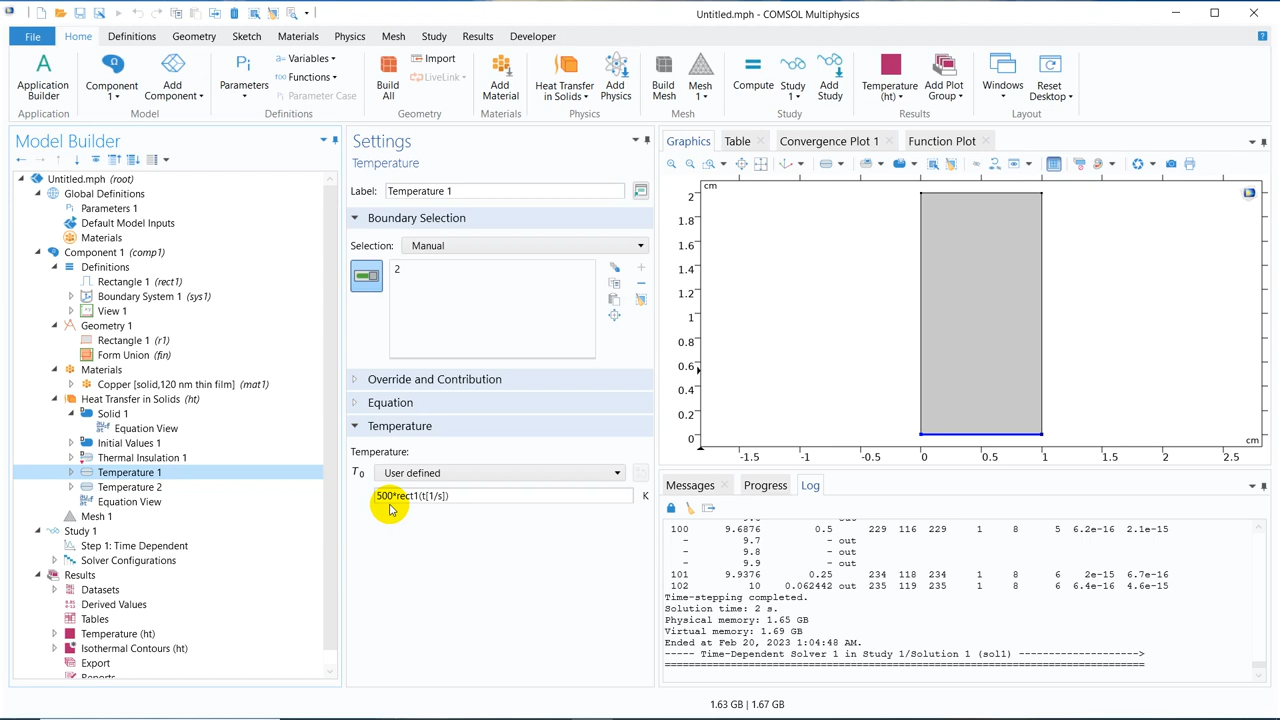 Untitled.mph - COMSOL Multiphysics
File Home Definitions Geometry Sketch Materials Physics Mesh Study Results Developer
Application Builder
Component 1
Add Component
Parameters
a= Variables
Functions
Parameter Case
Build All
Import
LiveLink
Add Material
Heat Transfer in Solids
Add Physics
Build Mesh
Mesh 1
Compute
Study 1
Add Study
Temperature (ht)
Add Plot Group
Windows
Reset Desktop
Application Model Definitions Geometry Materials Physics Mesh Study Results Layout
Model Builder
Untitled.mph (root)
Global Definitions
Parameters 1
Default Model Inputs
Materials
Component 1 (comp1)
Definitions
Rectangle 1 (rect1)
Boundary System 1 (sys1)
View 1
Geometry 1
Rectangle 1 (r1)
Form Union (fin)
Materials
Copper [solid,120 nm thin film] (mat1)
Heat Transfer in Solids (ht)
Solid 1
Equation View
Initial Values 1
Thermal Insulation 1
Temperature 1
Temperature 2
Equation View
Mesh 1
Study 1
Step 1: Time Dependent
Solver Configurations
Results
Datasets
Derived Values
Tables
Temperature (ht)
Isothermal Contours (ht)
Export
Reports
Settings
Temperature
Label: Temperature 1
Boundary Selection
Selection: Manual
2
Override and Contribution
Equation
Temperature
Temperature:
T0 User defined
500*rect1(t[1/s]) K
Graphics Table Convergence Plot 1 Function Plot
cm
2
1.8
1.6
1.4
1.2
1
0.8
0.6
0.4
0.2
0
-1.5 -1 -0.5 0 0.5 1 1.5 2 2.5
cm
Messages Progress Log
100 9.6876 0.5 229 116 229 1 8 5 6.2e-16 2.1e-15
- 9.7 - out
- 9.8 - out
- 9.9 - out
101 9.9376 0.25 234 118 234 1 8 6 2e-15 6.7e-16
102 10 0.062442 out 235 119 235 1 8 6 6.4e-16 4.6e-15
Time-stepping completed.
Solution time: 2 s.
Physical memory: 1.65 GB
Virtual memory: 1.69 GB
Ended at Feb 20, 2023 1:04:48 AM.
----- Time-Dependent Solver 1 in Study 1/Solution 1 (sol1) --------------------->
1.63 GB | 1.67 GB